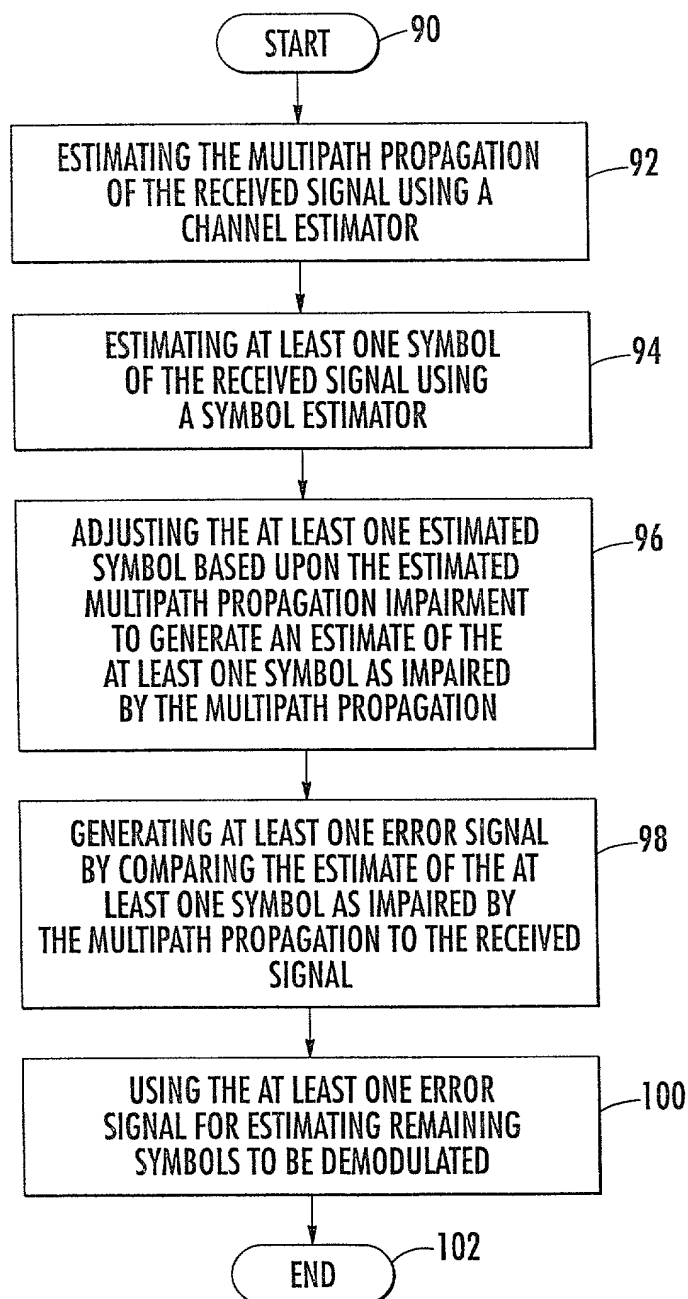 START
90
ESTIMATING THE MULTIPATH PROPAGATION
OF THE RECEIVED SIGNAL USING A
CHANNEL ESTIMATOR
92
ESTIMATING AT LEAST ONE SYMBOL
OF THE RECEIVED SIGNAL USING
A SYMBOL ESTIMATOR
94
ADJUSTING THE AT LEAST ONE ESTIMATED
SYMBOL BASED UPON THE ESTIMATED
MULTIPATH PROPAGATION IMPAIRMENT
TO GENERATE AN ESTIMATE OF THE
AT LEAST ONE SYMBOL AS IMPAIRED
BY THE MULTIPATH PROPAGATION
96
GENERATING AT LEAST ONE ERROR SIGNAL
BY COMPARING THE ESTIMATE OF THE AT
LEAST ONE SYMBOL AS IMPAIRED BY
THE MULTIPATH PROPAGATION TO THE RECEIVED
SIGNAL
98
USING THE AT LEAST ONE ERROR
SIGNAL FOR ESTIMATING REMAINING
SYMBOLS TO BE DEMODULATED
100
END
102